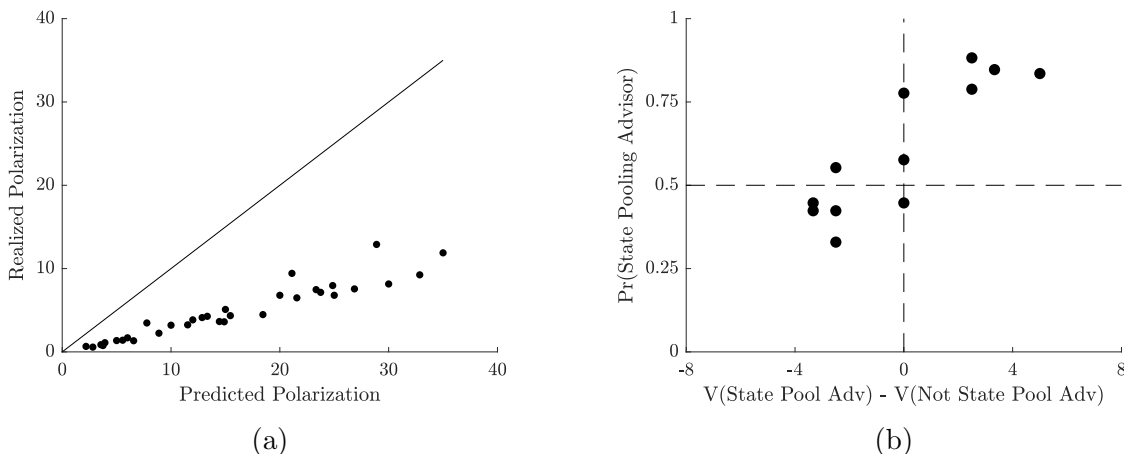 40
30
20
10
0
Realized Polarization
0 10 20 30 40
Predicted Polarization
(a)
1
0.75
0.5
0.25
0
Pr(State Pooling Advisor)
-8 -4 0 4 8
V(State Pool Adv) - V(Not State Pool Adv)
(b)